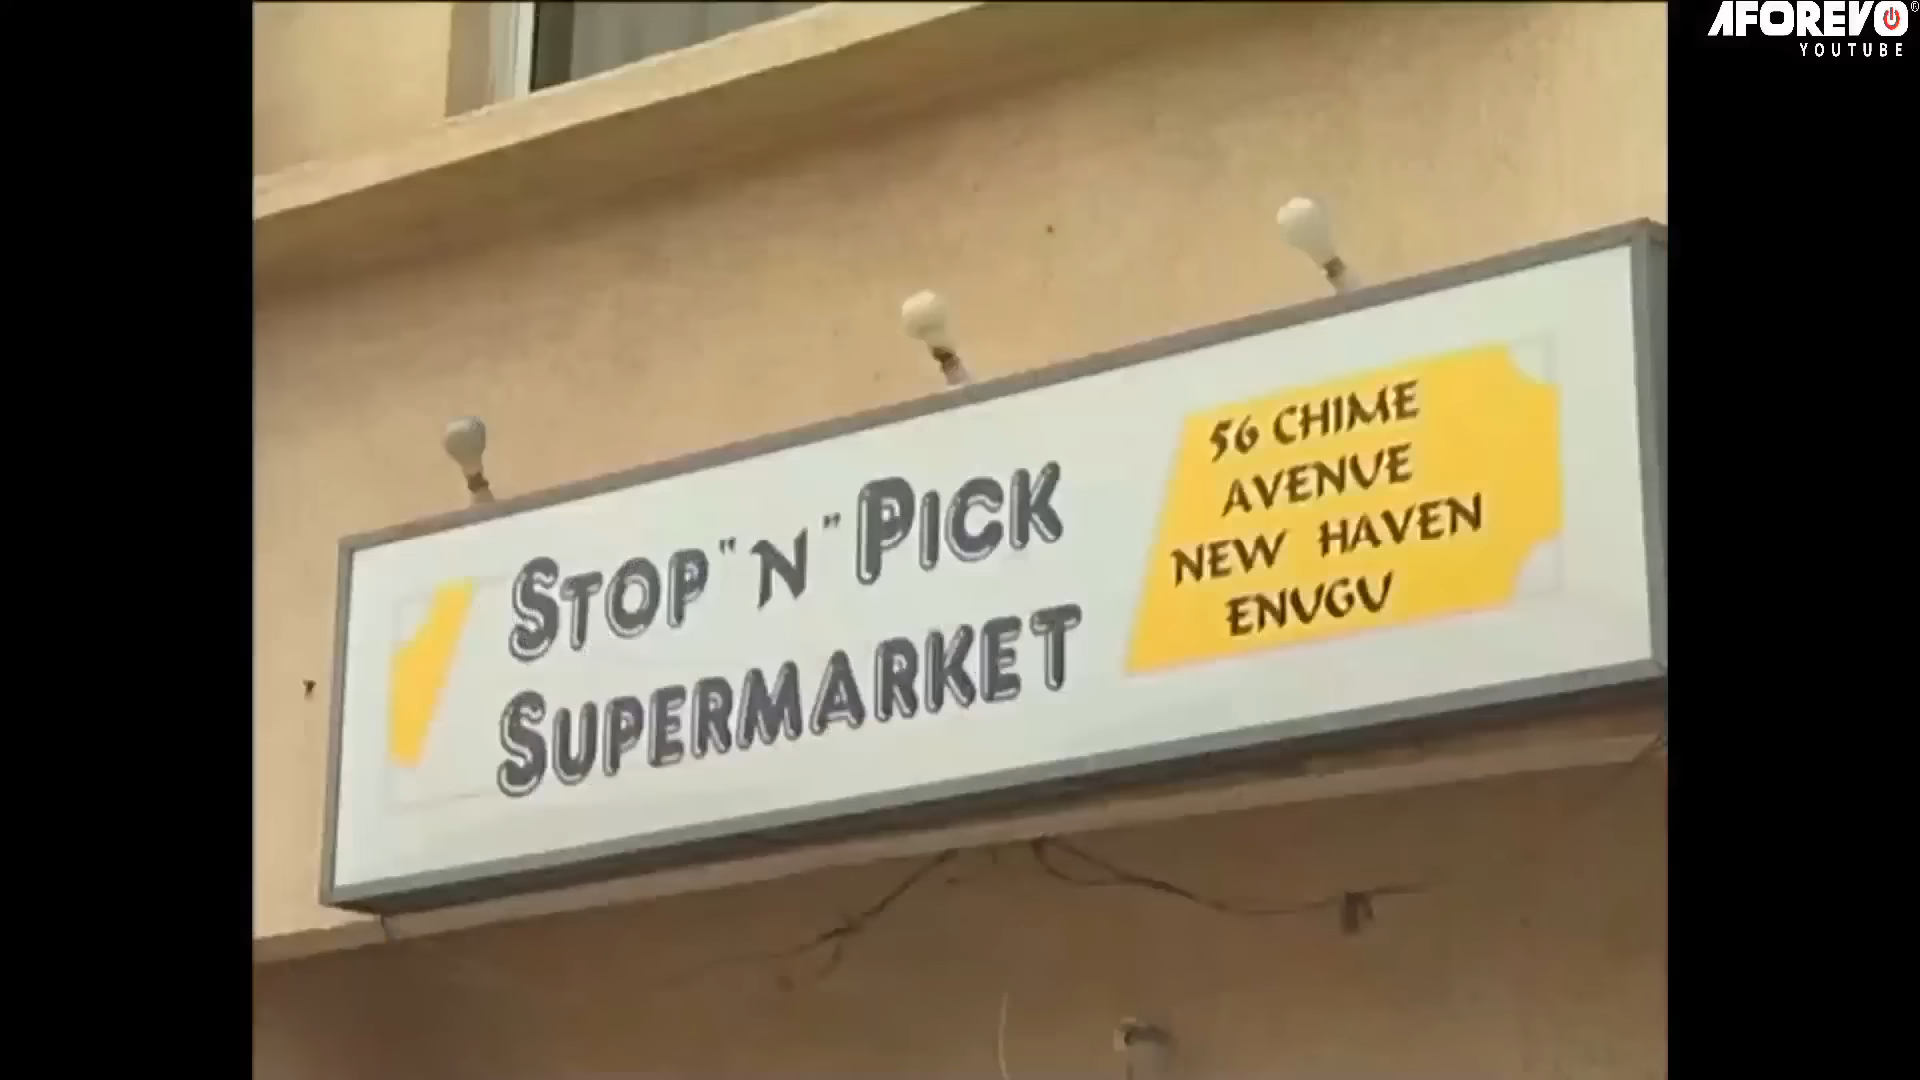 AFOREVO
YOUTUBE
STOP "N" PICK
SUPERMARKET
56 CHIME
AVENUE
NEW HAVEN
ENUGU